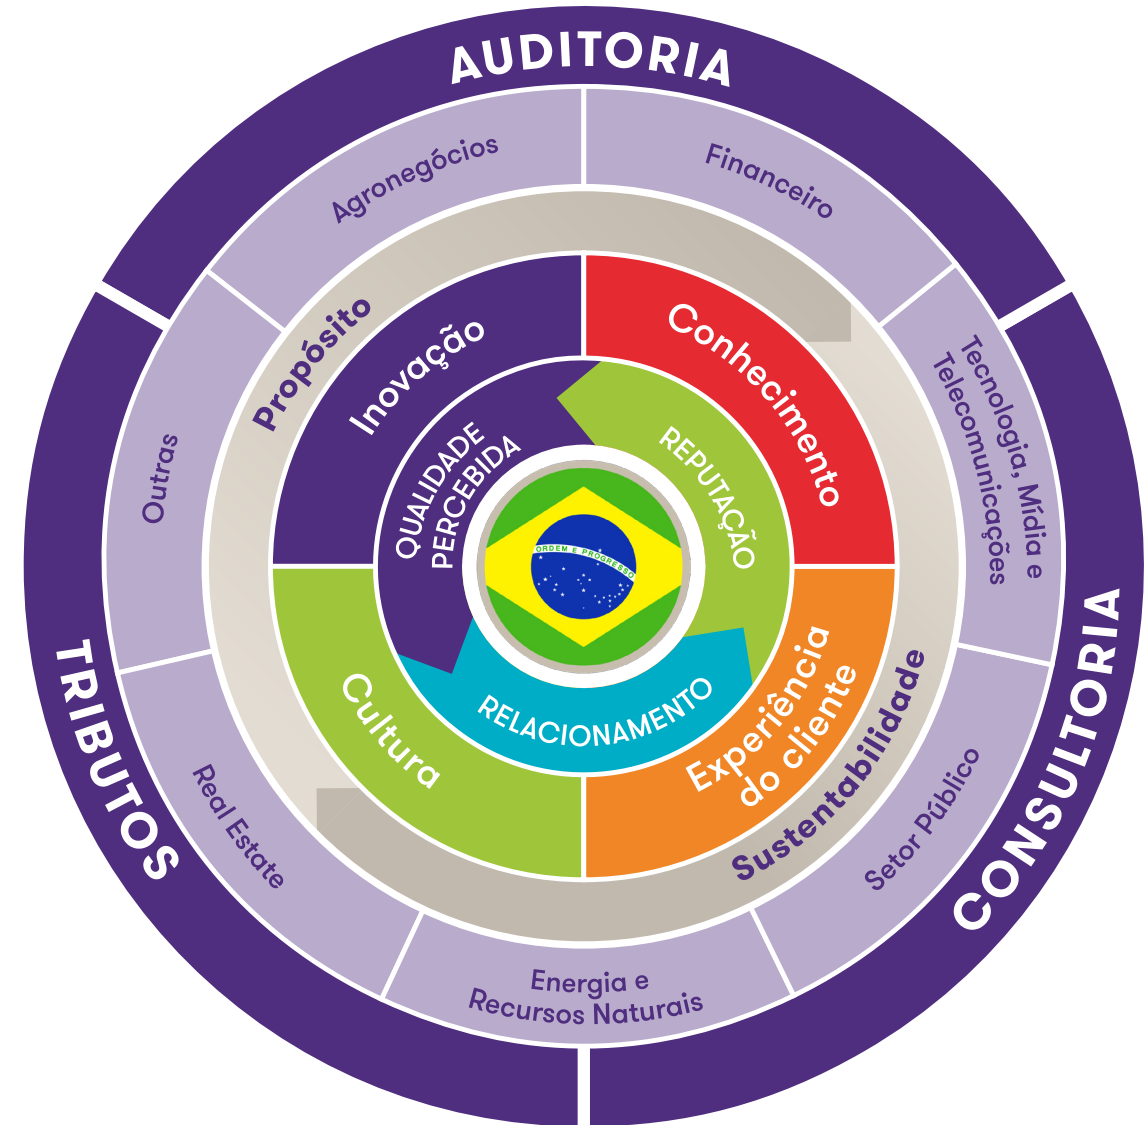 AUDITORIA
Agronegócios
Financeiro
Tecnologia, Mídia e
Telecomunicações
Setor Público
Energia e
Recursos Naturais
Real Estate
Outras
CONSULTORIA
TRIBUTOS
Propósito
Sustentabilidade
Inovação
Conhecimento
Experiência
do cliente
Cultura
QUALIDADE
PERCEBIDA
REPUTAÇÃO
RELACIONAMENTO
ORDEM E PROGRESSO